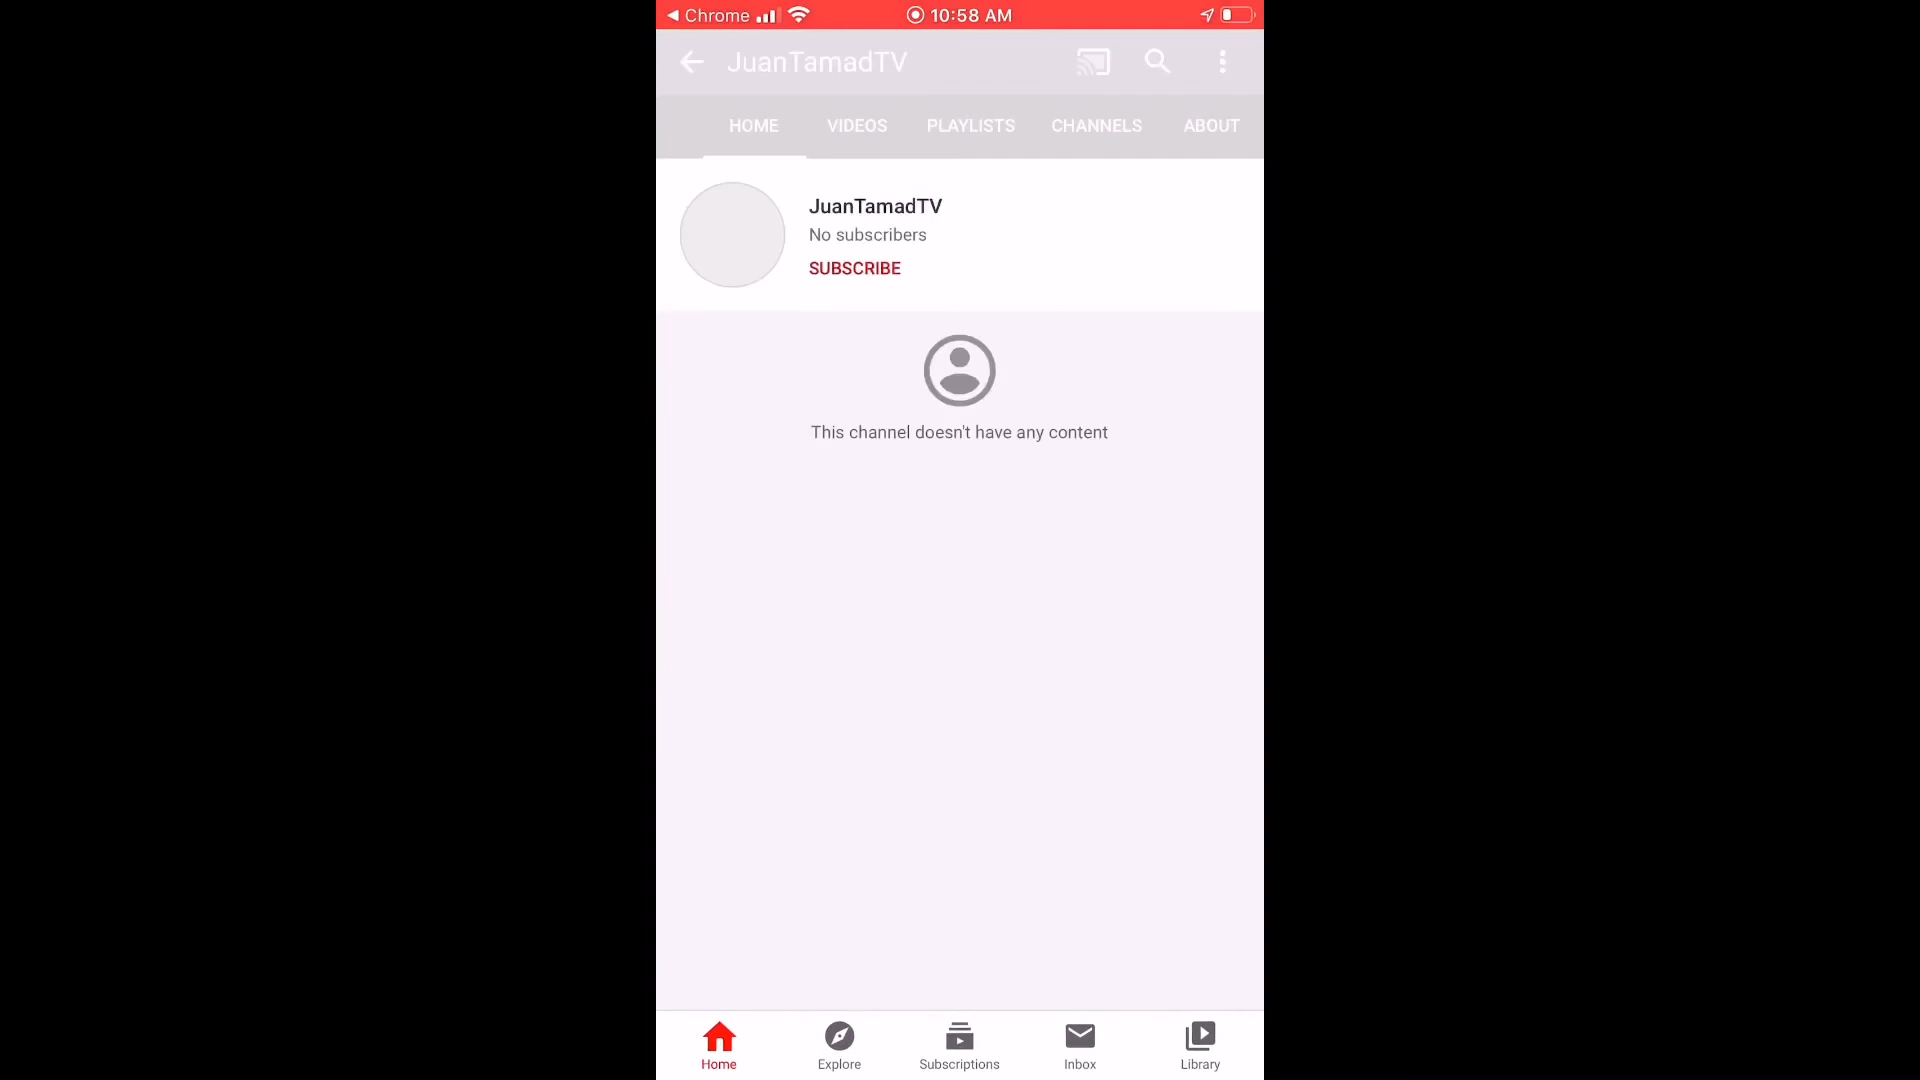 Chrome
10:58 AM
JuanTamadTV
HOME VIDEOS PLAYLISTS CHANNELS ABOUT
JuanTamadTV
No subscribers
SUBSCRIBE
This channel doesn't have any content
Home Explore Subscriptions Inbox Library